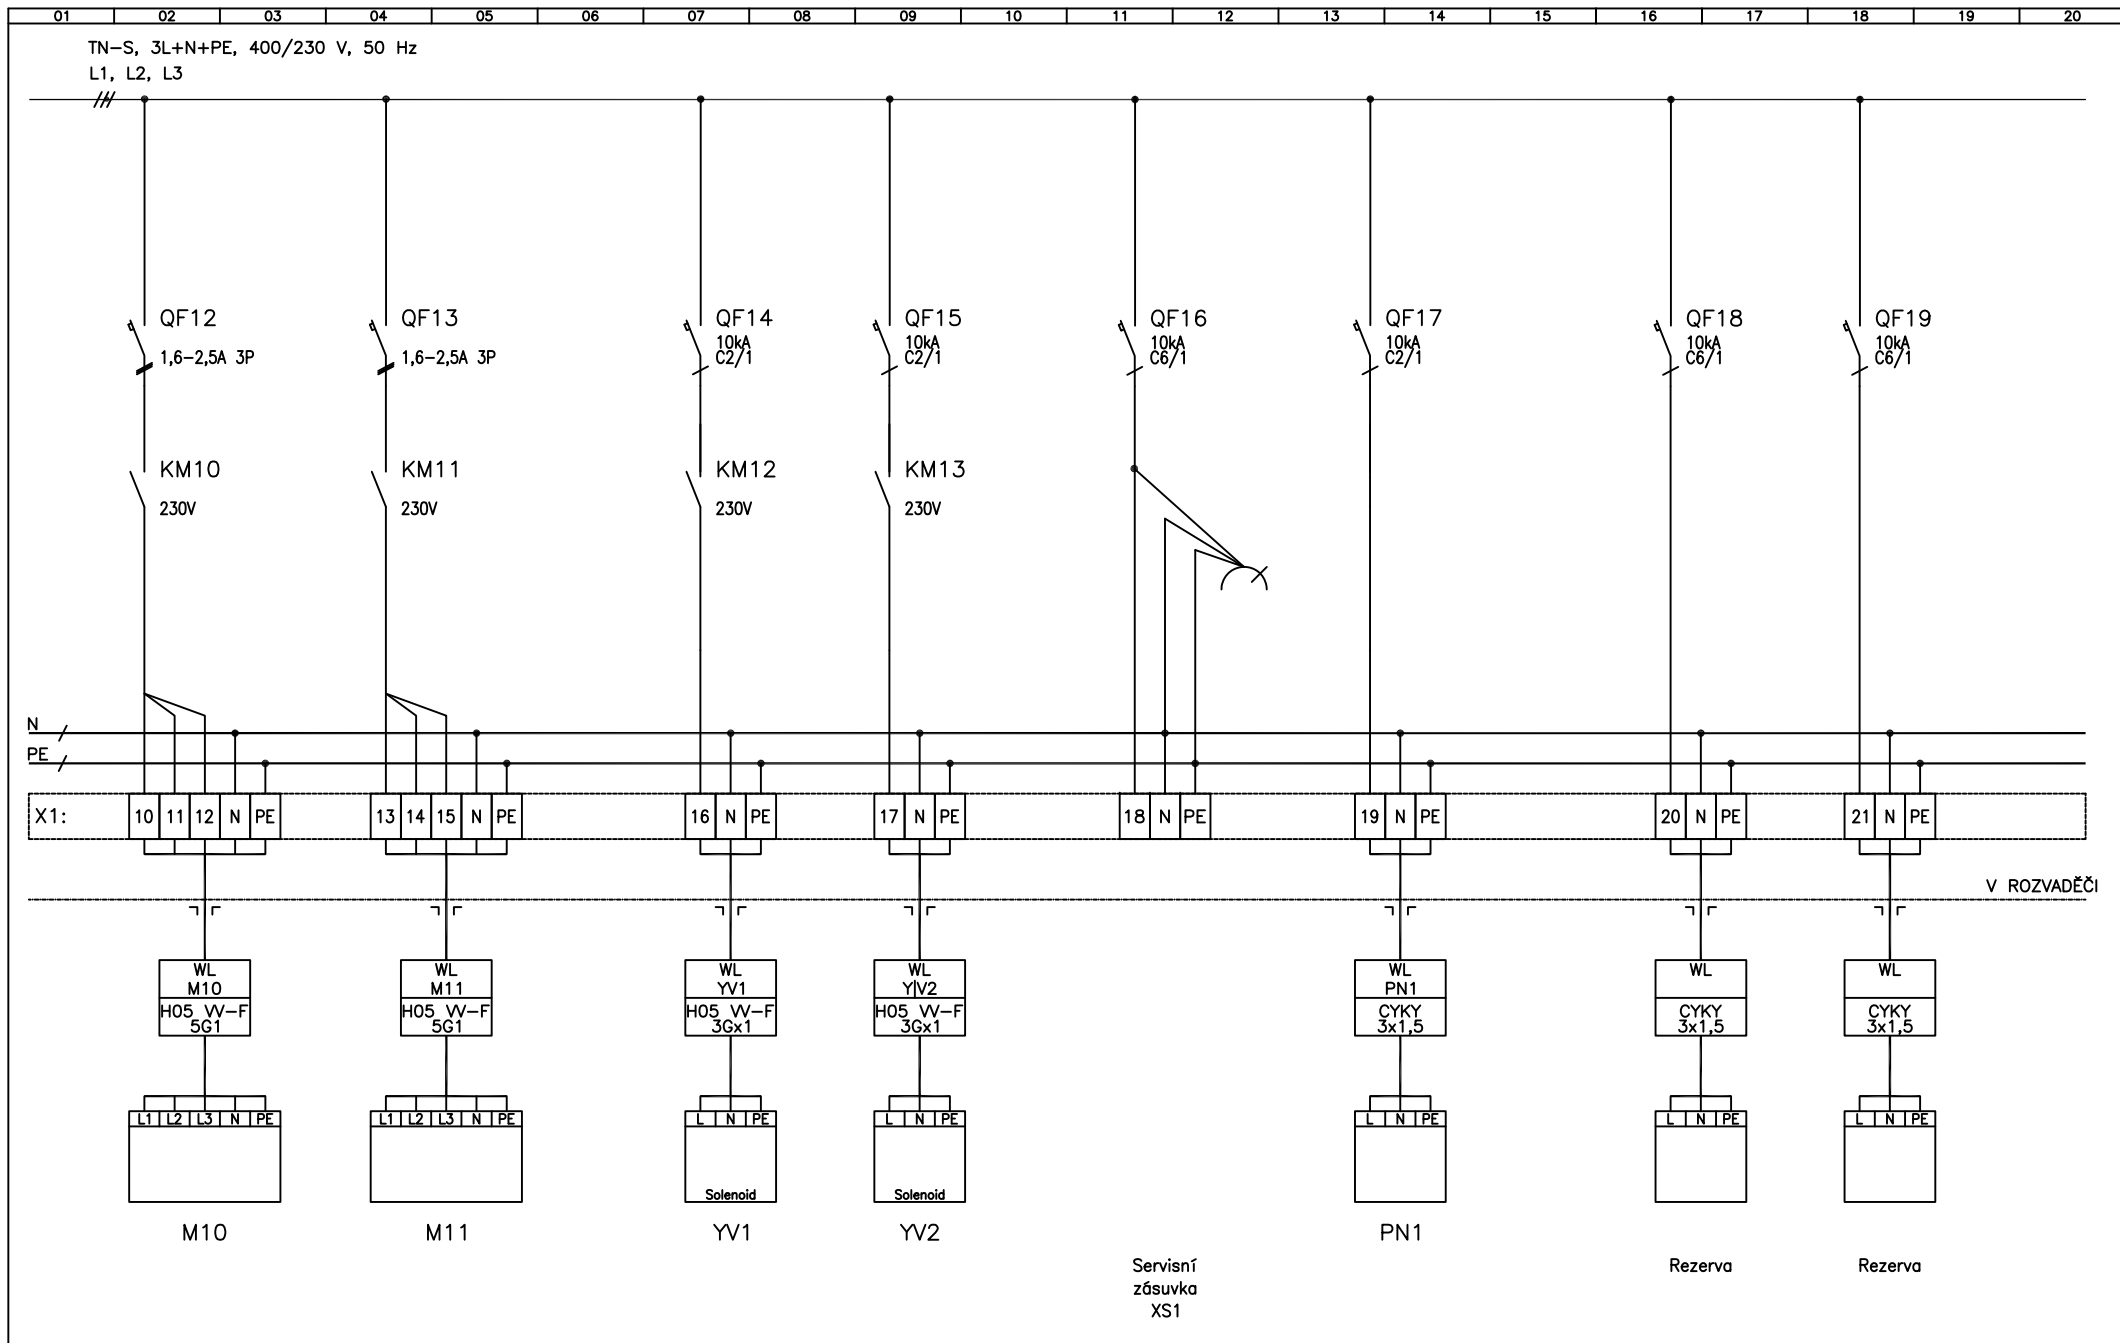 01 02 03 04 05 06 07 08 09 10 11 12 13 14 15 16 17 18 19 20
TN-S, 3L+N+PE, 400/230 V, 50 Hz
L1, L2, L3
QF12 QF13 QF14 QF15 QF16 QF17 QF18 QF19
10kA 10kA 10kA 10kA 10kA 10kA
1,6-2,5A 3P 1,6-2,5A 3P C2/1 C2/1 C6/1 C2/1 C6/1 C6/1
KM10 KM11 KM12 KM13
230V 230V 230V 230V
N
PE
X1: 10 11 12 N PE 13 14 15 N PE 16 N PE 17 N PE 18 N PE 19 N PE 20 N PE 21 N PE
V ROZVADĚČI
WL WL WL WL WL WL WL
M10 M11 YV1 YV2 PN1
H05 VV-F H05 VV-F H05 VV-F H05 VV-F CYKY CYKY CYKY
5G1 5G1 3Gx1 3Gx1 3x1,5 3x1,5 3x1,5
L1 L2 L3 N PE L1 L2 L3 N PE L N PE L N PE L N PE L N PE L N PE
Solenoid Solenoid
M10 M11 YV1 YV2 PN1
Servisní Rezerva Rezerva
zásuvka
XS1